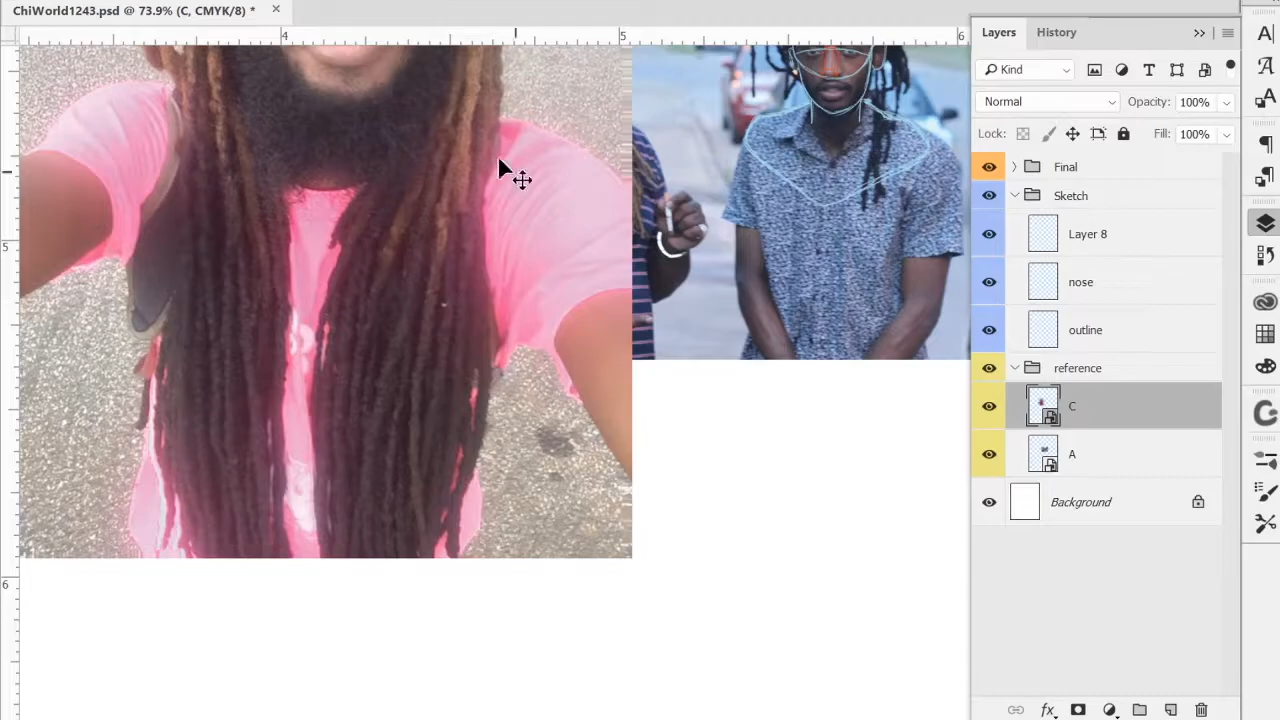 ChiWorld1243.psd @ 73.9% (C, CMYK/8) *
4
5
6
5
6
Layers
History
Kind
Normal
Opacity: 100%
Lock:
Fill: 100%
Final
Sketch
Layer 8
nose
outline
reference
C
A
Background
fx